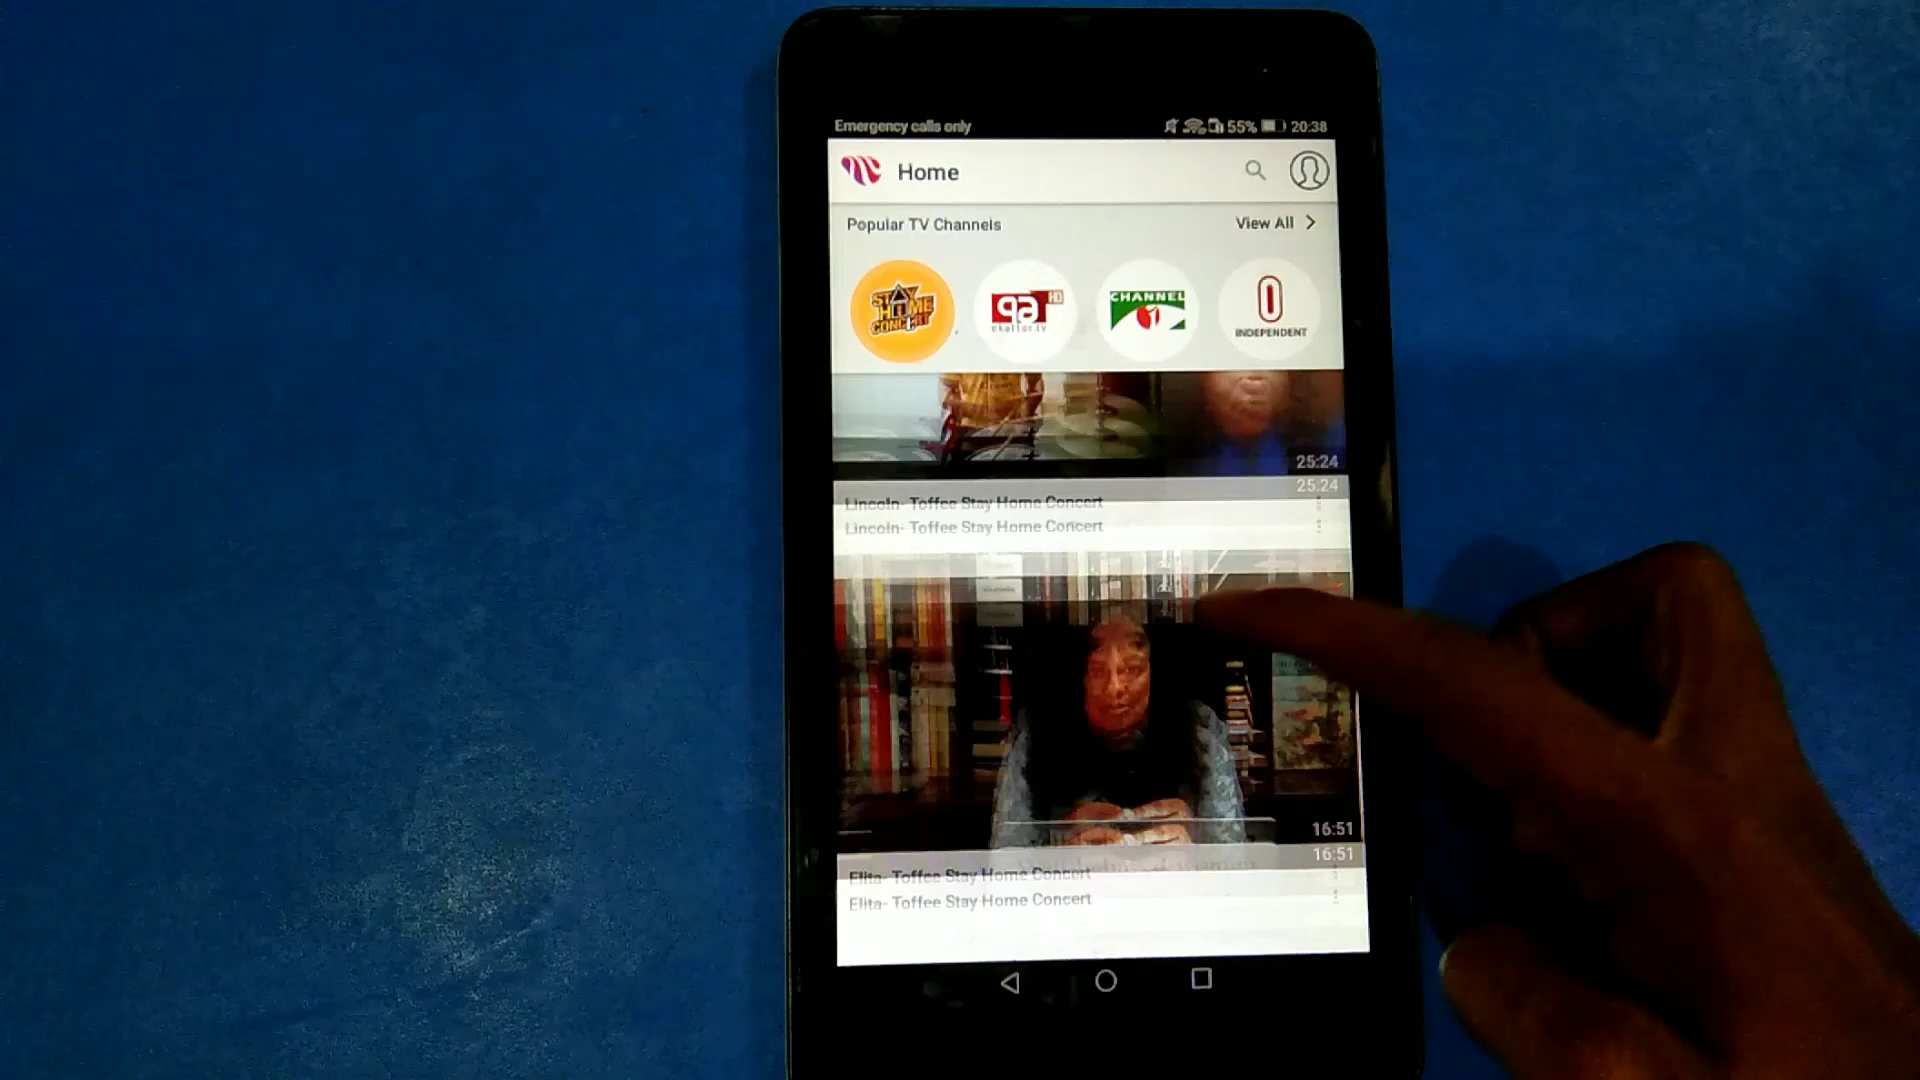 Emergency calls only 55% 20:38
Home
Popular TV Channels View All
STAY HOME CONCERT
HD
ekattor.tv
CHANNEL
INDEPENDENT
25:24
25:24
Lincoln- Toffee Stay Home Concert
Lincoln- Toffee Stay Home Concert
16:51
16:51
Elita- Toffee Stay Home Concert
Elita- Toffee Stay Home Concert